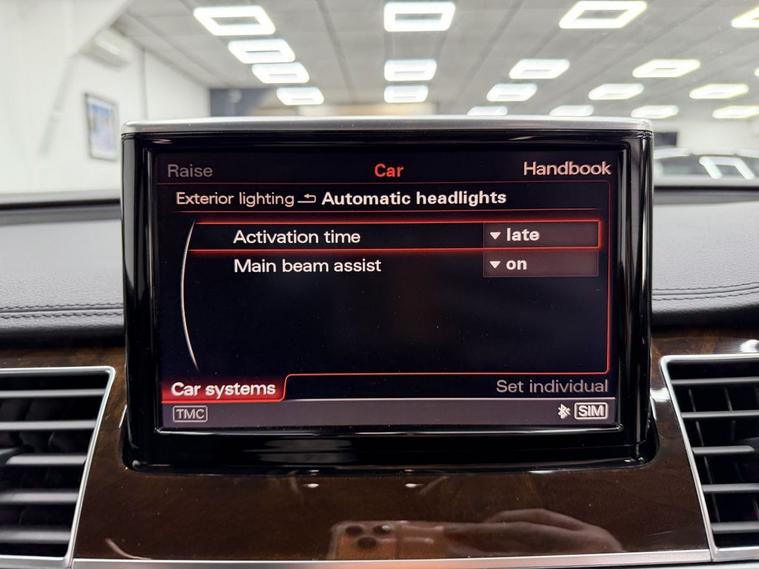 Raise Car Handbook
Exterior lighting Automatic headlights
Activation time late
Main beam assist on
Car systems Set individual
TMC SIM